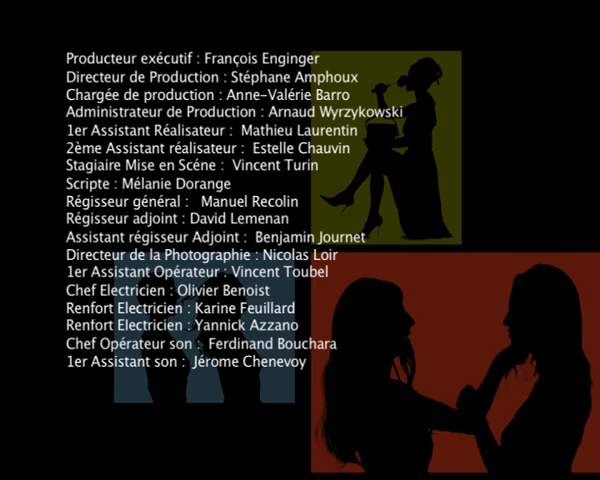 Producteur exécutif : François Enginger
Directeur de Production : Stéphane Amphoux
Chargée de production : Anne-Valérie Barro
Administrateur de Production : Arnaud Wyrzykowski
1er Assistant Réalisateur :  Mathieu Laurentin
2ème Assistant réalisateur :  Estelle Chauvin
Stagiaire Mise en Scéne :  Vincent Turin
Scripte : Mélanie Dorange
Régisseur général :   Manuel Recolin
Régisseur adjoint : David Lemenan
Assistant régisseur Adjoint :  Benjamin Journet
Directeur de la Photographie : Nicolas Loir
1er Assistant Opérateur : Vincent Toubel
Chef Electricien : Olivier Benoist
Renfort Electricien : Karine Feuillard
Renfort Electricien : Yannick Azzano
Chef Opérateur son :  Ferdinand Bouchara
1er Assistant son :  Jérome Chenevoy